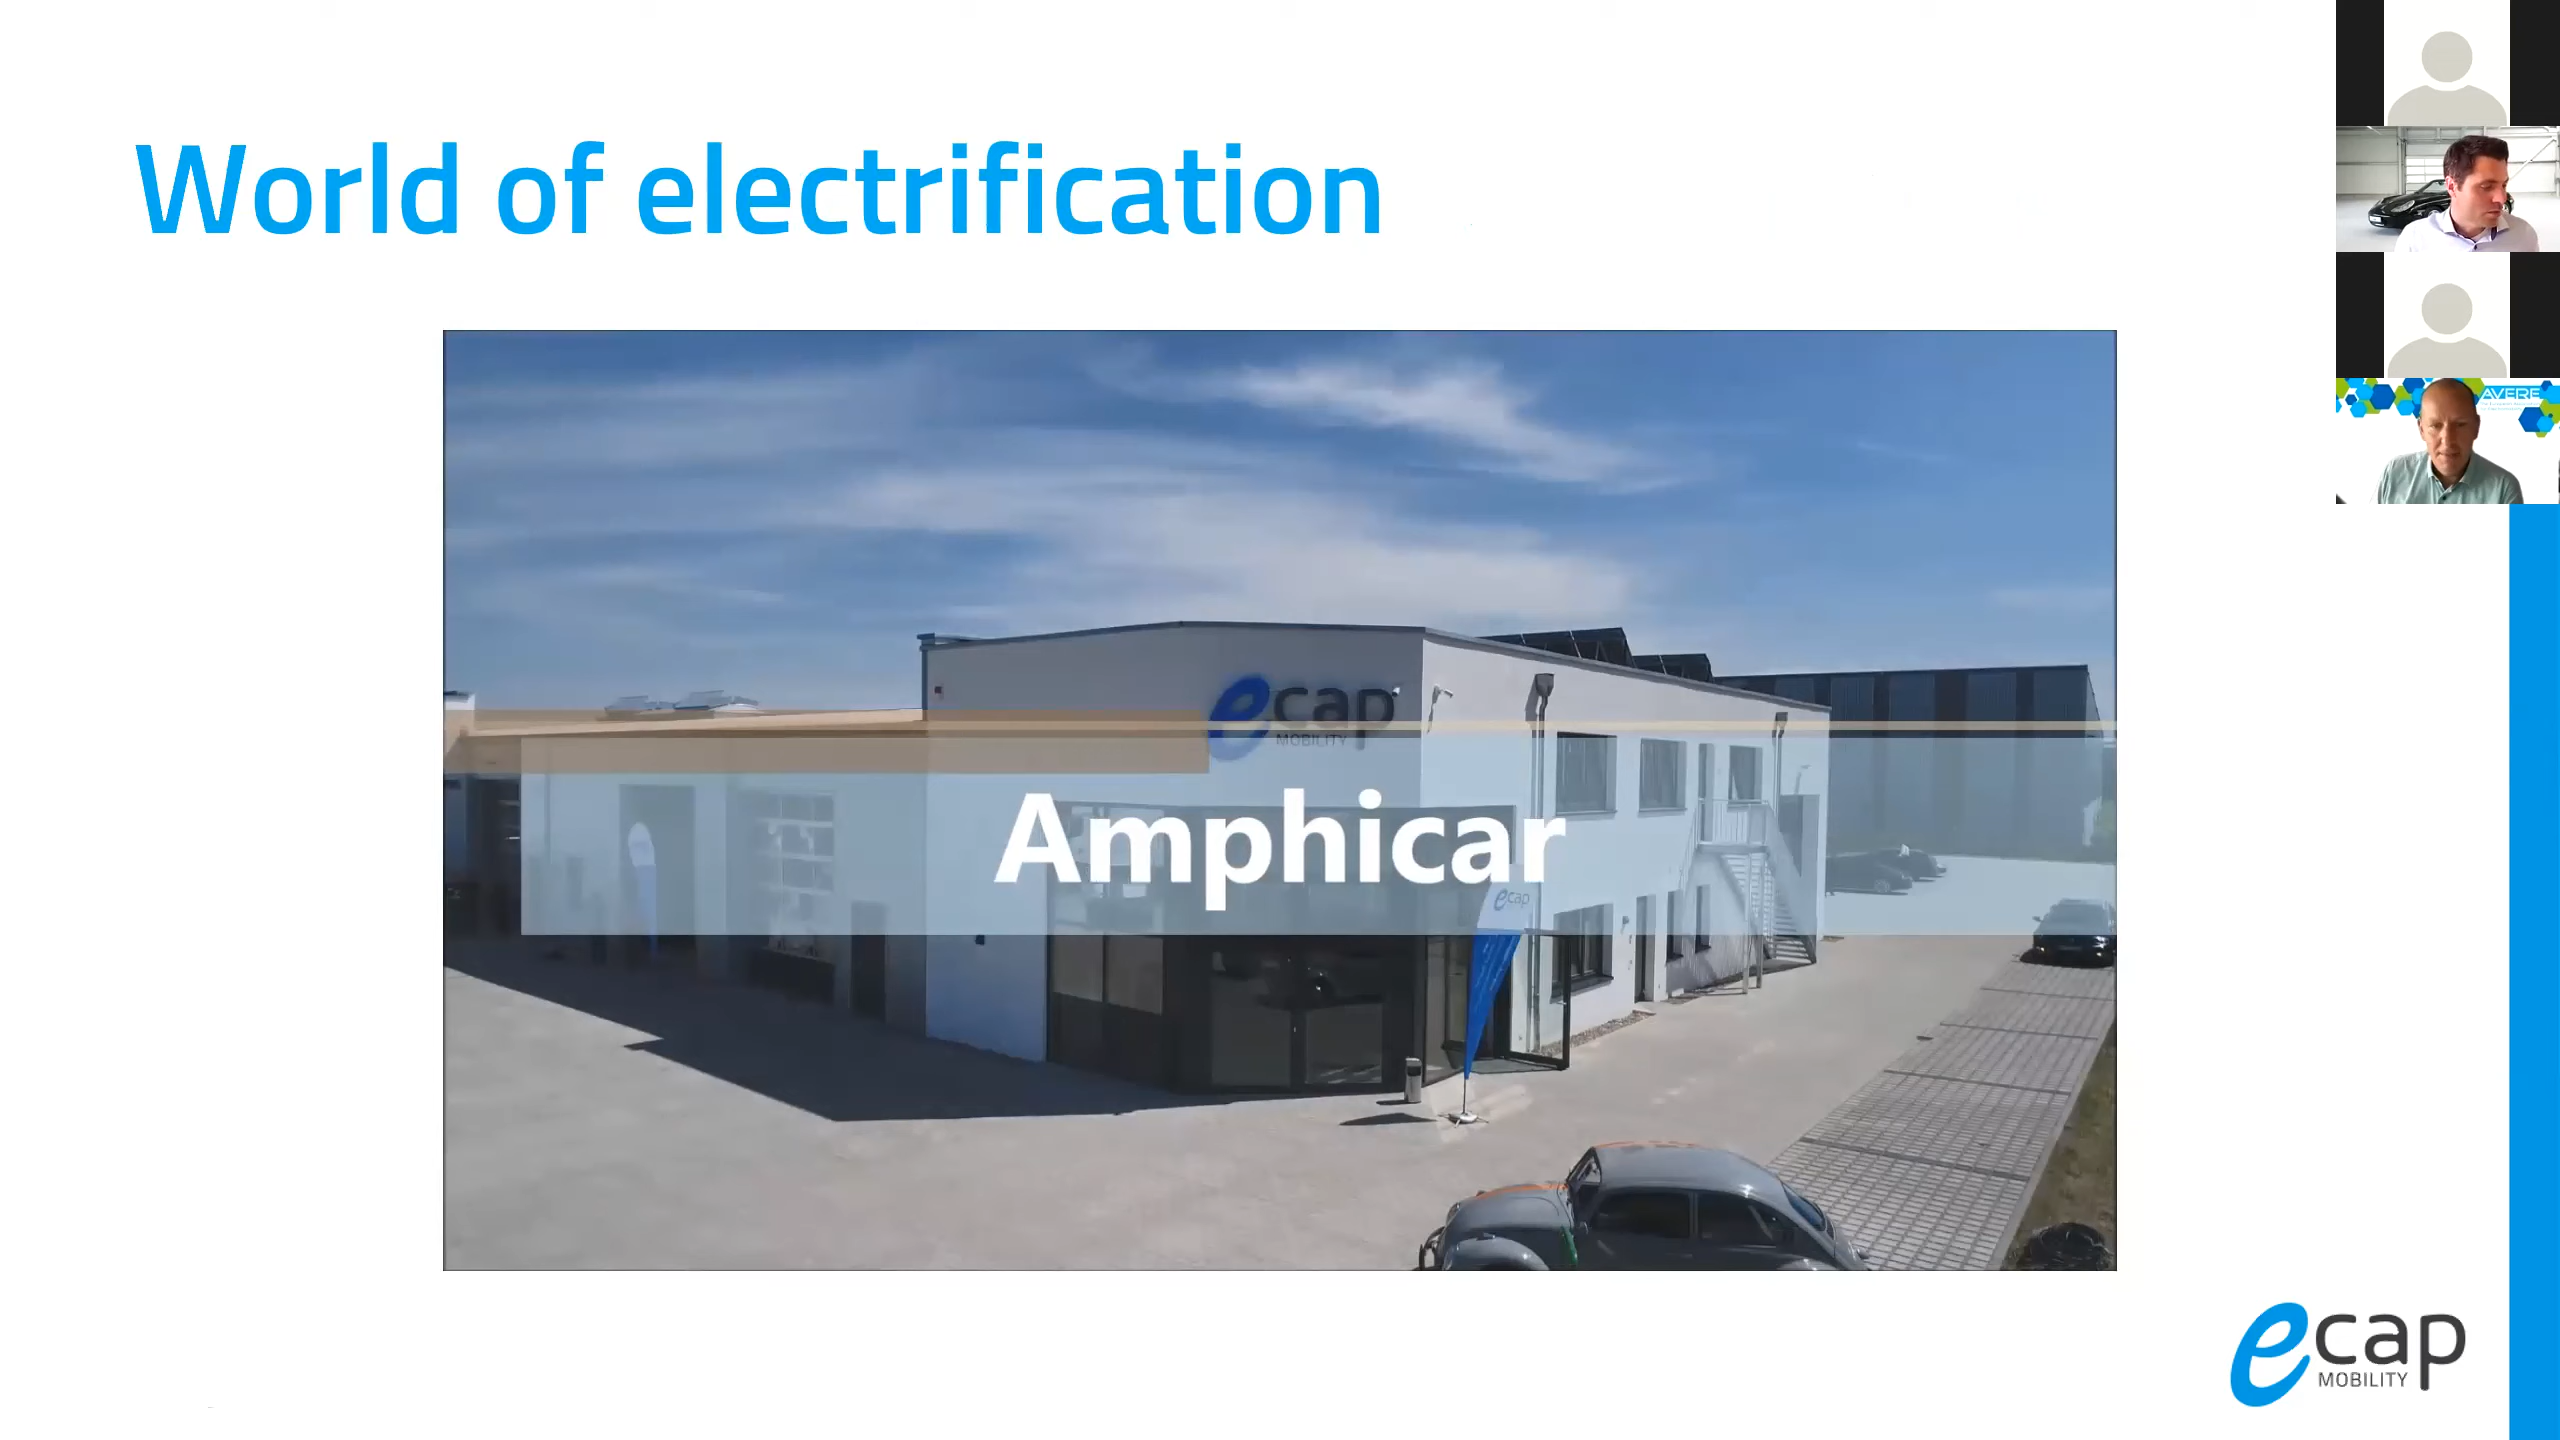 World of electrification
AVERE
ecap
MOBILITY
Amphicar
ecap
ecap
MOBILITY